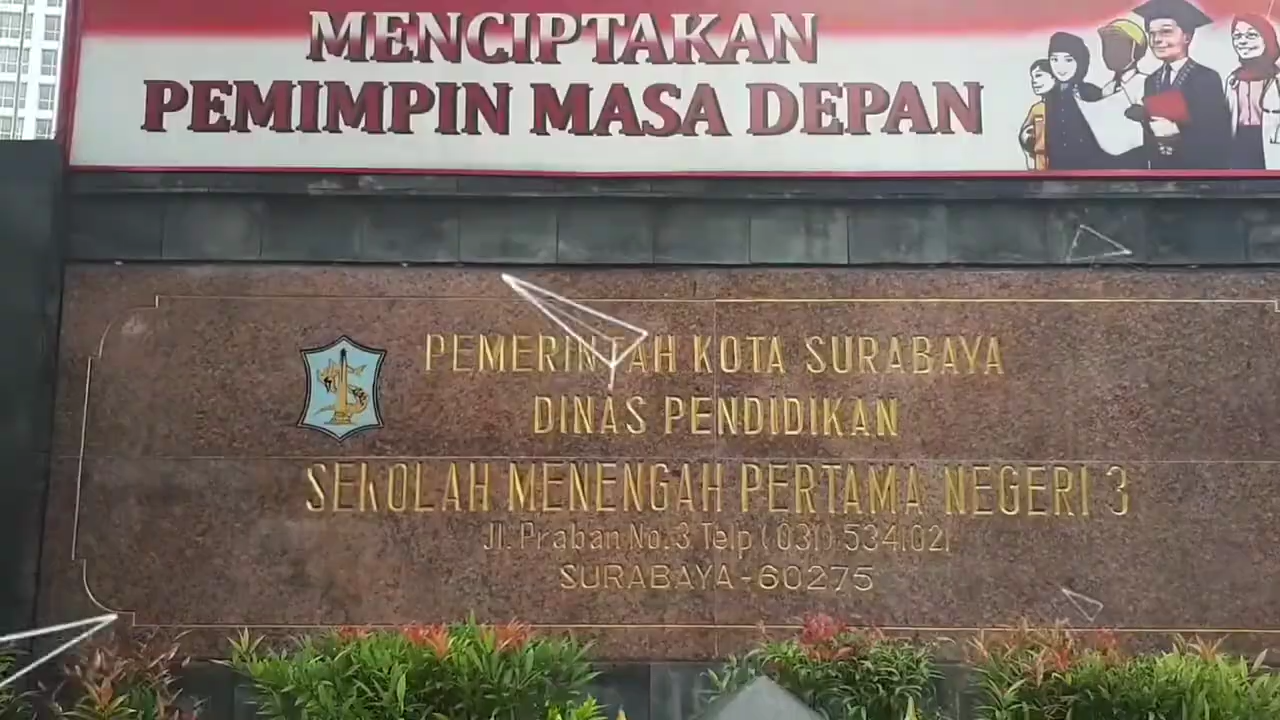 MENCIPTAKAN
PEMIMPIN MASA DEPAN
PEMERINTAH KOTA SURABAYA
DINAS PENDIDIKAN
SEKOLAH MENENGAH PERTAMA NEGERI 3
Jl. Praban No. 3 Telp (031) 5341021
SURABAYA - 60275